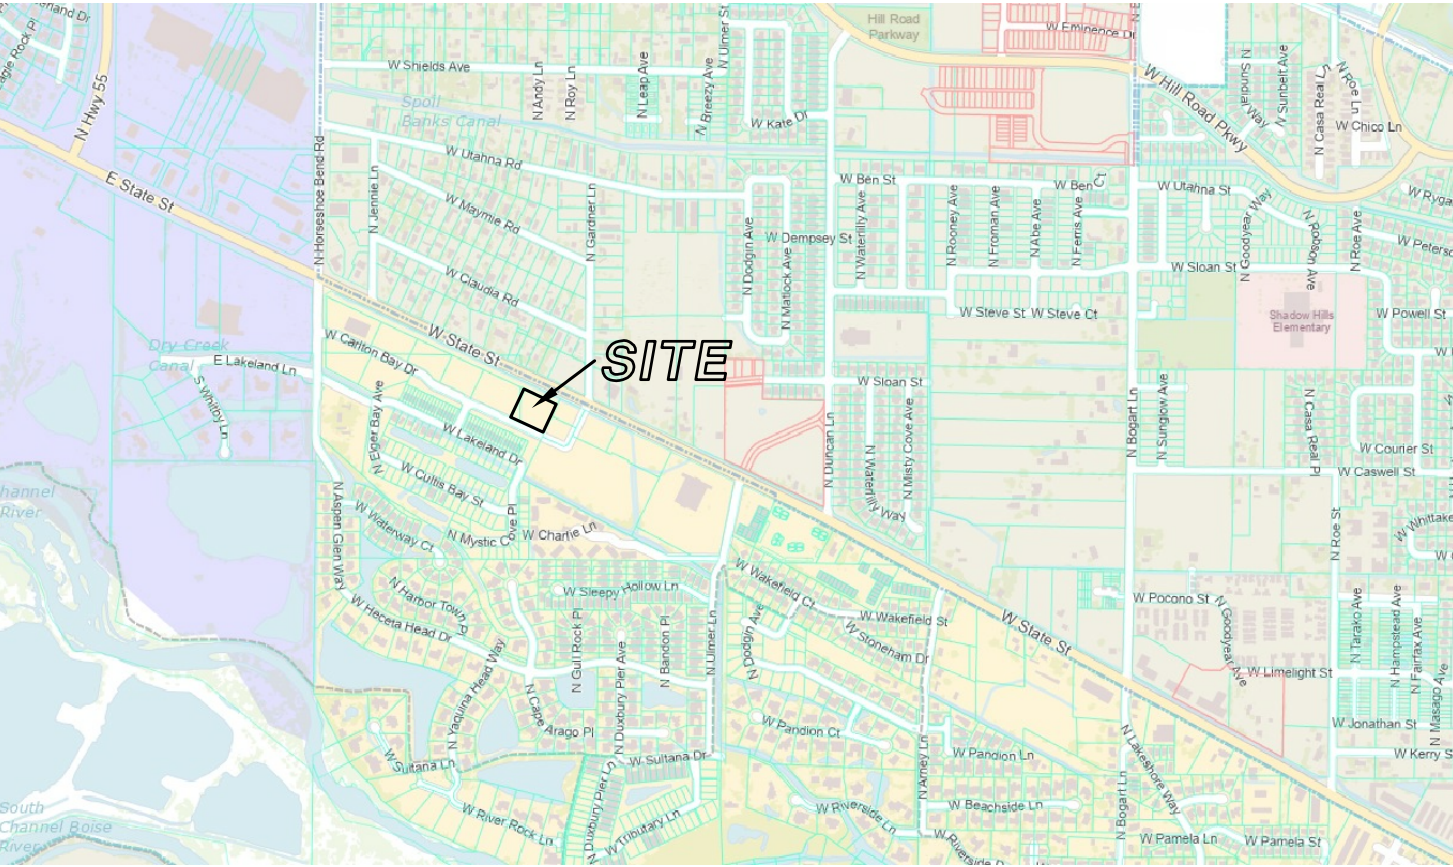 N Hwy 55
E State St
N Horseshoe Bend Rd
W Shields Ave
Spoil
Banks Canal
N Andy Ln
N Roy Ln
N Leap Ave
N Breezy Ave
N Ulmer St
W Kate Dr
Hill Road
Parkway
W Eminence Dr
W Hill Road Pkwy
N Sundial Way
N Sunbelt Ave
N Casa Real
N Roe Ln
W Chico Ln
N Jennie Ln
W Utahna Rd
W Maymie Rd
N Gardner Ln
W Claudia Rd
W State St
N Dodgin Ave
W Dempsey St
N Matlock Ave
W Ben St
N Waterlilly Ave
N Rooney Ave
N Froman Ave
N Abe Ave
N Ferris Ave
W Ben Ct
W Utahna St
N Goodyear Way
N Robson Ave
N Roe Ave
W Sloan St
W Steve St
W Steve Ct
Shadow Hills
Elementary
W Powell St
Dry Creek
Canal
E Lakeland Ln
S Whitby Ln
W Carlton Bay Dr
N Elger Bay Ave
W Lakeland Dr
W Cultis Bay St
N Mystic Cove Pl
SITE
W Sloan St
N Duncan Ln
N Waterlilly Way
N Misty Cove Ave
N Bogart Ln
N Sunglow Ave
N Casa Real Pl
W Courier St
W Caswell St
N Roe St
hannel
River
N Aspen Glen Way
W Waterway Ct
W Charlie Ln
N Harbor Town Pl
W Heceta Head Dr
W Sleepy Hollow Ln
N Gull Rock Pl
N Duxbury Pier Ave
N Bandon Pl
N Ulmer Ln
N Dodgin Ave
W Wakefield Ct
W Wakefield St
W Stoneham Dr
W State St
W Pocono St
N Goodyear Ave
W Limelight St
N Tarako Ave
N Hampstead Ave
N Fairfax Ave
N Masago Ave
W Jonathan St
W Kerry S
N Yaquina Head Way
N Cape Arago Pl
W Sultana Ln
W Sultana Dr
W River Rock Ln
N Duxbury Pier Ln
W Tributary Ln
W Pandion Ct
W Pandion Ln
N Arney Ln
W Riverside Ln
W Beachside Ln
W Riverside D
N Bogart Ln
N Lakeshore Way
W Pamela Ln
W Pamela St
South
Channel Boise
River